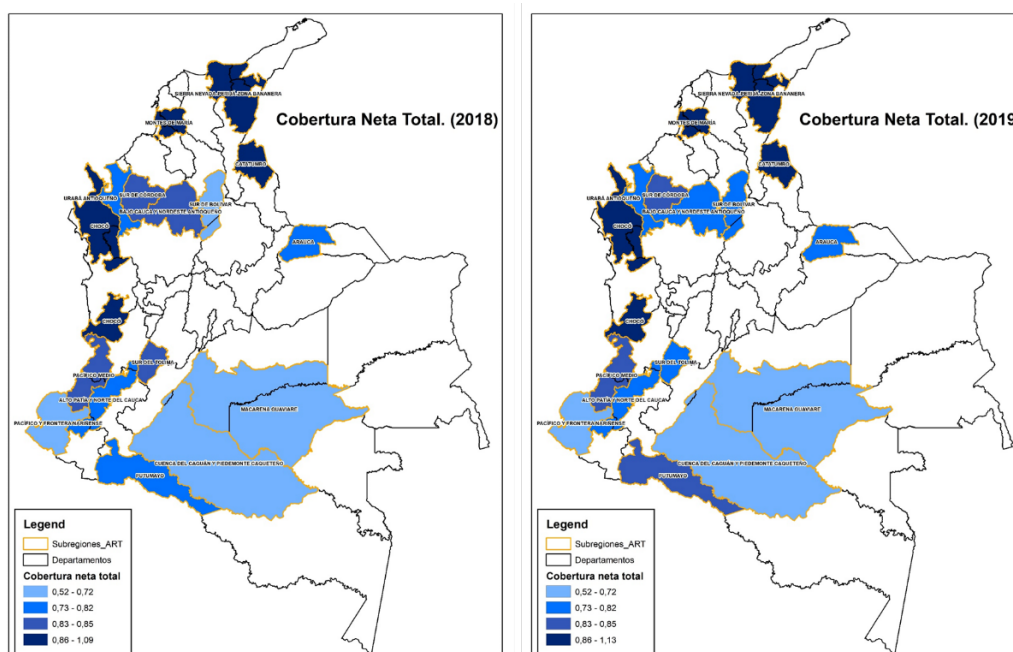 Cobertura Neta Total. (2018)
SIERRA NEVADA-PERIJA-ZONA BANANERA
MONTES DE MARÍA
CATATUMBO
URABÁ ANTIOQUEÑO
SUR DE CÓRDOBA
BAJO CAUCA Y NORDESTE ANTIOQUEÑO
SUR DE BOLÍVAR
CHOCÓ
ARAUCA
CHOCÓ
SUR DEL TOLIMA
PACÍFICO MEDIO
ALTO PATÍA Y NORTE DEL CAUCA
MACARENA GUAVIARE
PACÍFICO Y FRONTERA NARIÑENSE
CUENCA DEL CAGUÁN Y PIEDEMONTE CAQUETEÑO
PUTUMAYO
Legend
Subregiones_ART
Departamentos
Cobertura neta total
0,52 - 0,72
0,73 - 0,82
0,83 - 0,85
0,86 - 1,09
Cobertura Neta Total. (2019
SIERRA NEVADA-PERIJA-ZONA BANANERA
MONTES DE MARÍA
CATATUMBO
URABÁ ANTIOQUEÑO
SUR DE CÓRDOBA
BAJO CAUCA Y NORDESTE ANTIOQUEÑO
SUR DE BOLÍVAR
CHOCÓ
ARAUCA
CHOCÓ
SUR DEL TOLIMA
PACÍFICO MEDIO
ALTO PATÍA Y NORTE DEL CAUCA
MACARENA GUAVIARE
PACÍFICO Y FRONTERA NARIÑENSE
CUENCA DEL CAGUÁN Y PIEDEMONTE CAQUETEÑO
PUTUMAYO
Legend
Subregiones_ART
Departamentos
Cobertura neta total
0,52 - 0,72
0,73 - 0,82
0,83 - 0,85
0,86 - 1,13